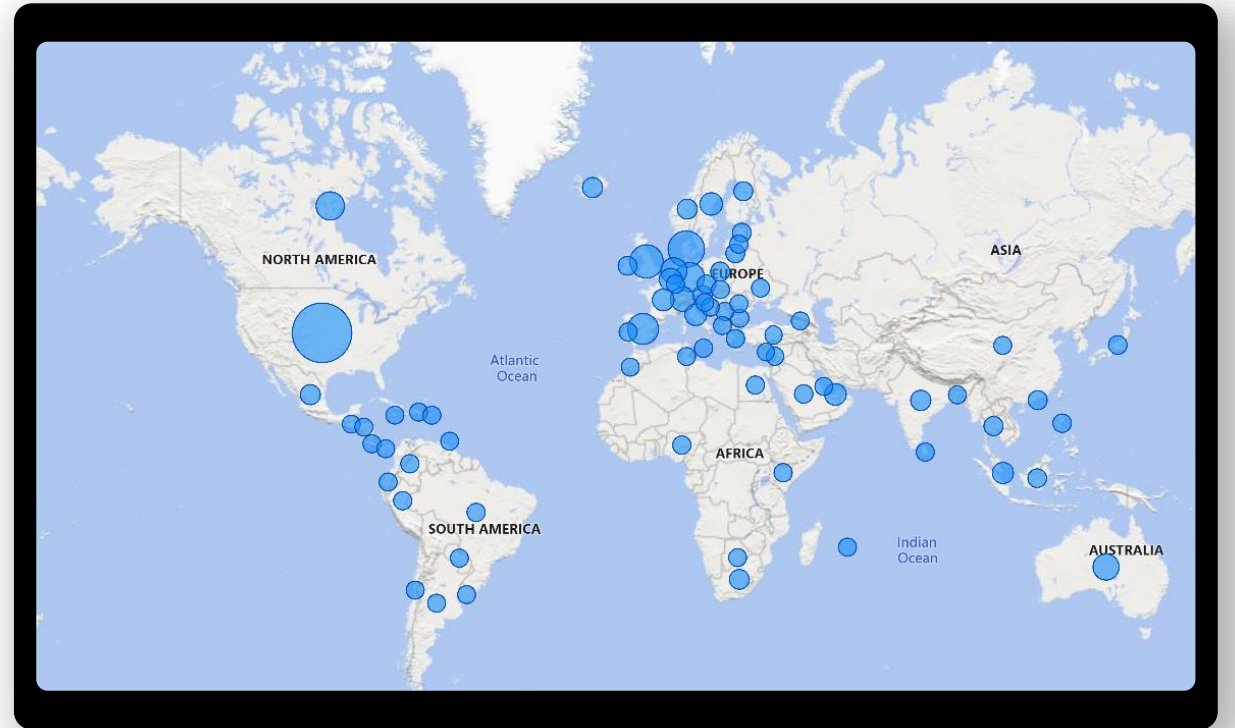 NORTH AMERICA
EUROPE
ASIA
Atlantic
Ocean
AFRICA
SOUTH AMERICA
Indian
Ocean
AUSTRALIA